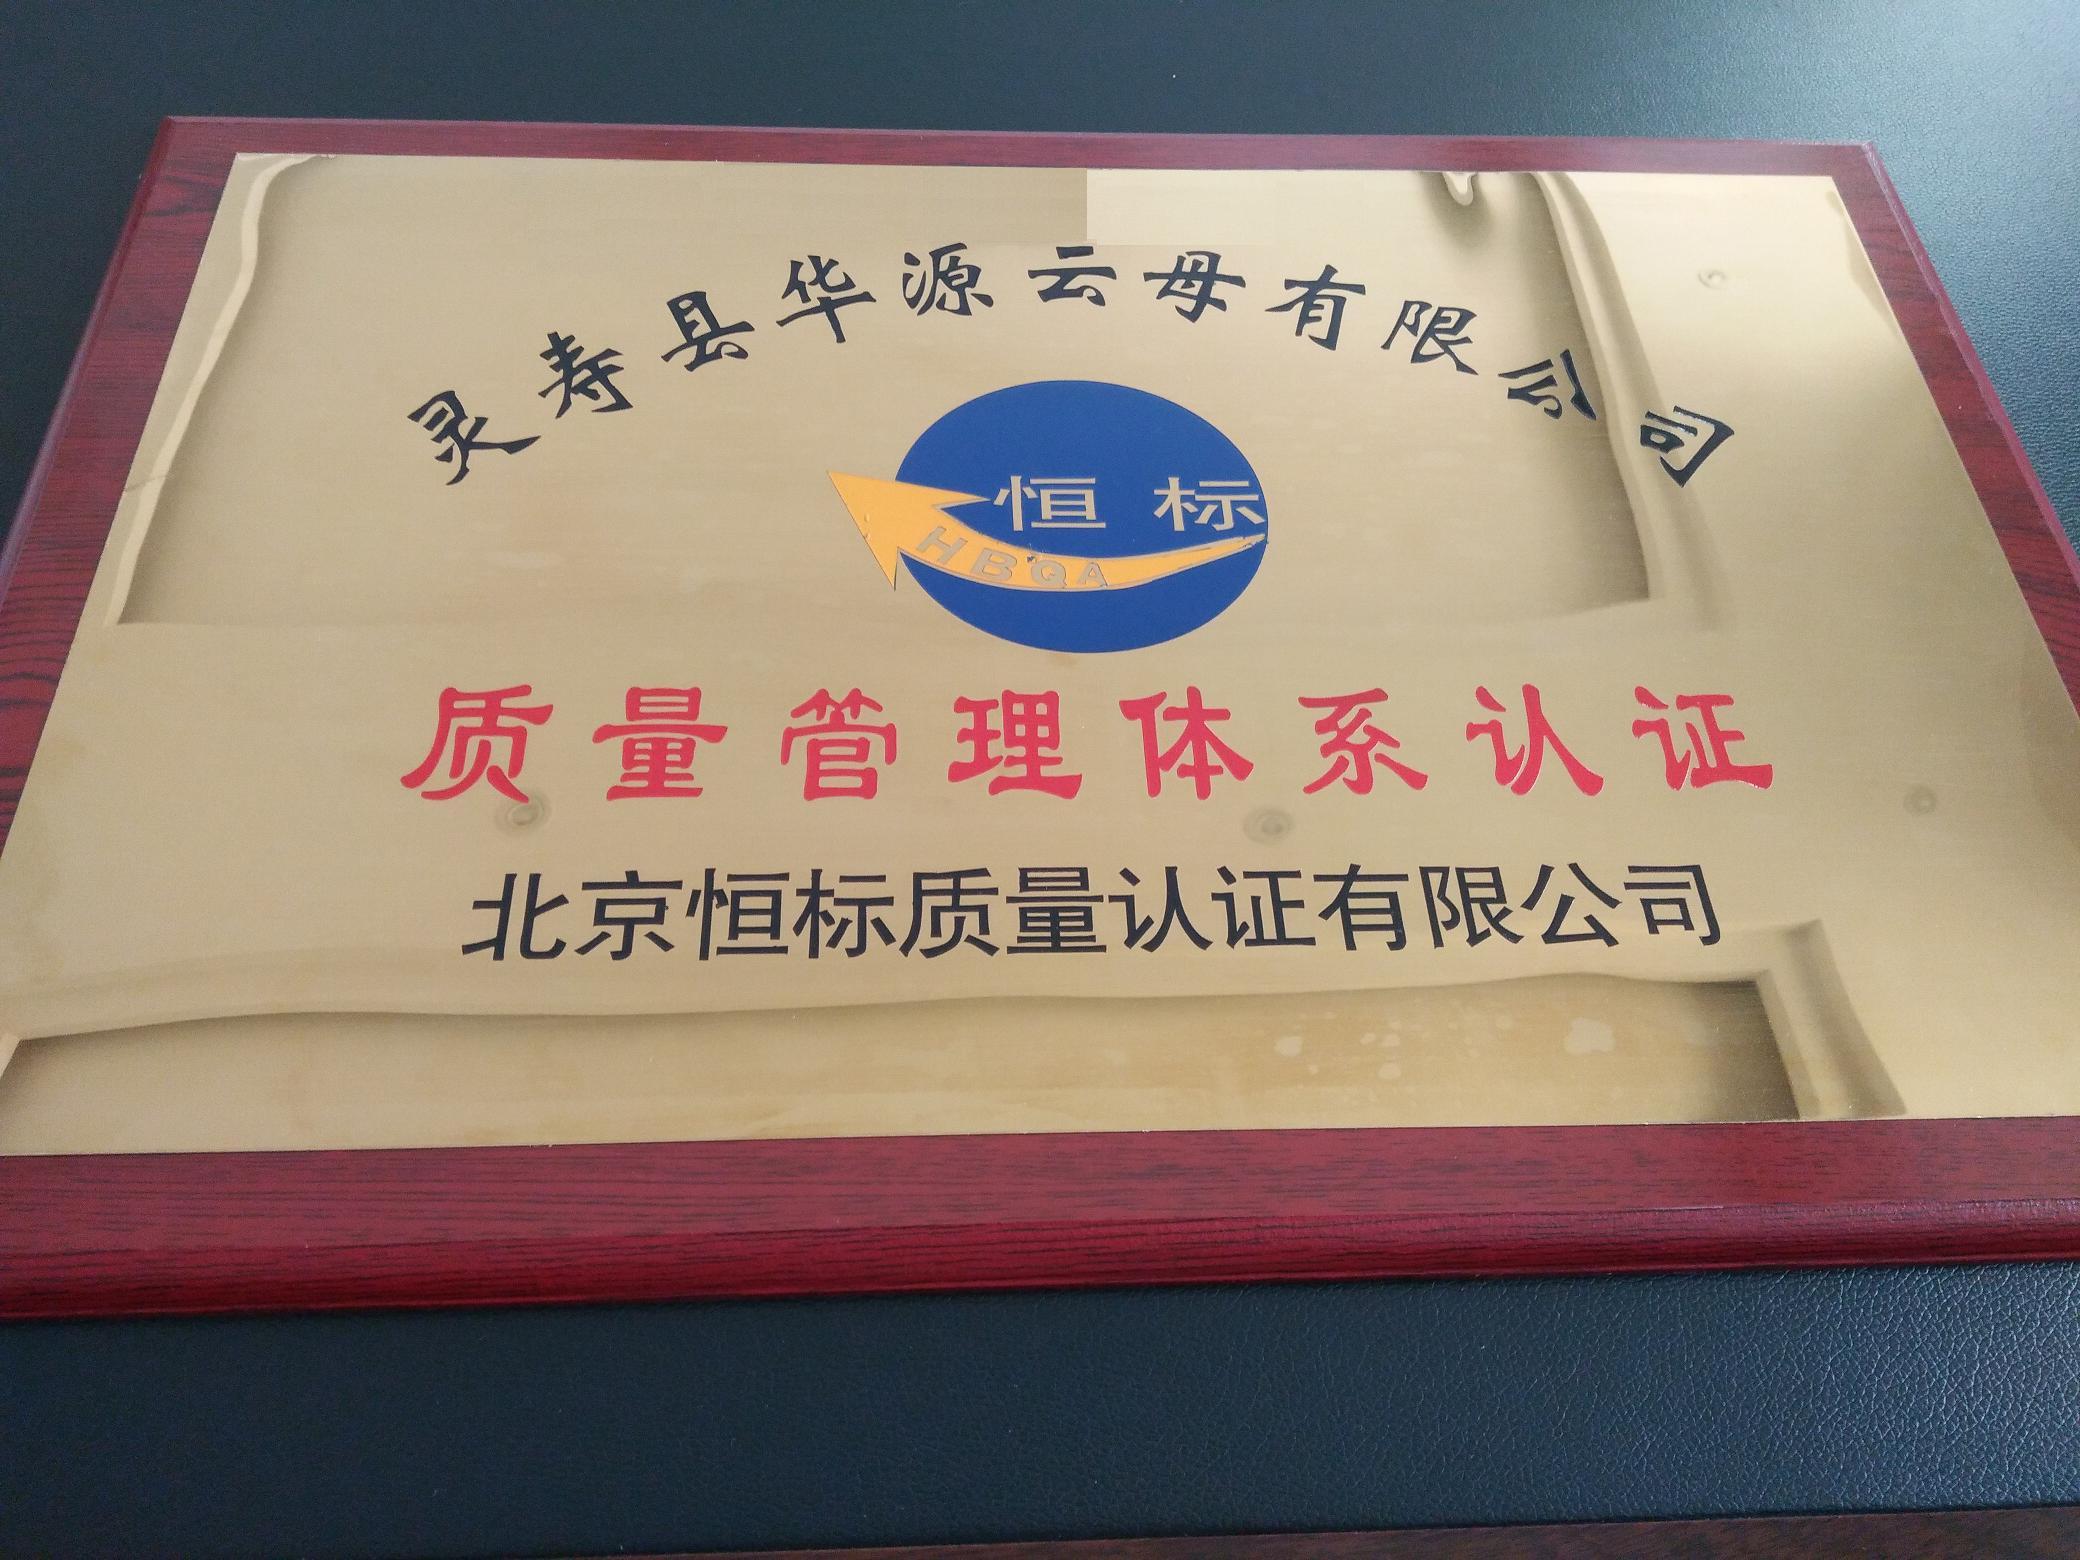 灵寿县华源云母有限公司
恒标
HBQA
质量管理体系认证
北京恒标质量认证有限公司